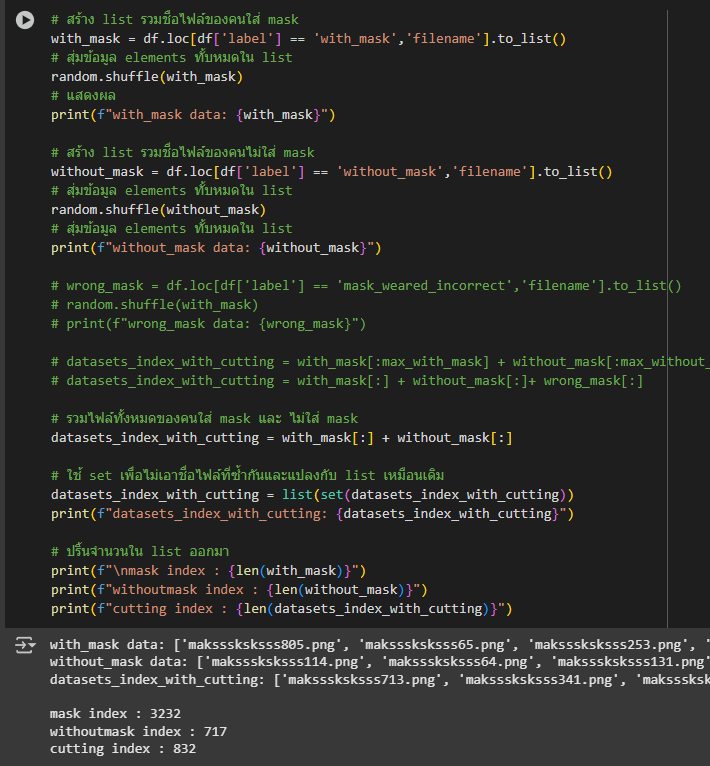 # สร้าง list รวมชื่อไฟล์ของคนใส่ mask
with_mask = df.loc[df['label'] == 'with_mask','filename'].to_list()
# สุ่มข้อมูล elements ทั้งหมดใน list
random.shuffle(with_mask)
# แสดงผล
print(f"with_mask data: {with_mask}")

# สร้าง list รวมชื่อไฟล์ของคนไม่ใส่ mask
without_mask = df.loc[df['label'] == 'without_mask','filename'].to_list()
# สุ่มข้อมูล elements ทั้งหมดใน list
random.shuffle(without_mask)
# สุ่มข้อมูล elements ทั้งหมดใน list
print(f"without_mask data: {without_mask}")

# wrong_mask = df.loc[df['label'] == 'mask_weared_incorrect','filename'].to_list()
# random.shuffle(with_mask)
# print(f"wrong_mask data: {wrong_mask}")

# datasets_index_with_cutting = with_mask[:max_with_mask] + without_mask[:max_without_
# datasets_index_with_cutting = with_mask[:] + without_mask[:]+ wrong_mask[:]

# รวมไฟล์ทั้งหมดของคนใส่ mask และ ไม่ใส่ mask
datasets_index_with_cutting = with_mask[:] + without_mask[:]

# ใช้ set เพื่อไม่เอาชื่อไฟล์ที่ซ้ำกันและแปลงกับ list เหมือนเดิม
datasets_index_with_cutting = list(set(datasets_index_with_cutting))
print(f"datasets_index_with_cutting: {datasets_index_with_cutting}")

# ปริ้นจำนวนใน list ออกมา
print(f"\nmask index : {len(with_mask)}")
print(f"withoutmask index : {len(without_mask)}")
print(f"cutting index : {len(datasets_index_with_cutting)}")

with_mask data: ['maksssksksss805.png', 'maksssksksss65.png', 'maksssksksss253.png', '
without_mask data: ['maksssksksss114.png', 'maksssksksss64.png', 'maksssksksss131.png'
datasets_index_with_cutting: ['maksssksksss713.png', 'maksssksksss341.png', 'maksssksk

mask index : 3232
withoutmask index : 717
cutting index : 832